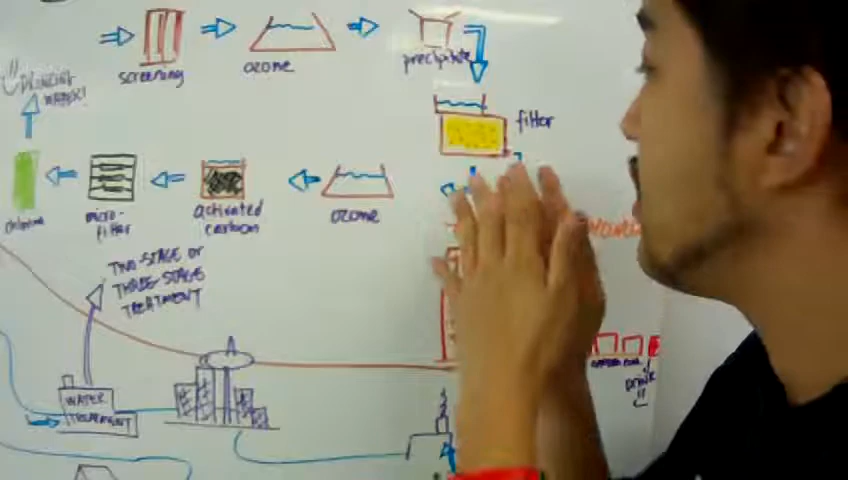 screening
ozone
precipitate
DRINKING
WATER!
filter
chlorine
micro-
filter
activated
carbon
ozone
TWO-STAGE or
THREE-STAGE
TREATMENT
WATER
TREATMENT
DRINK